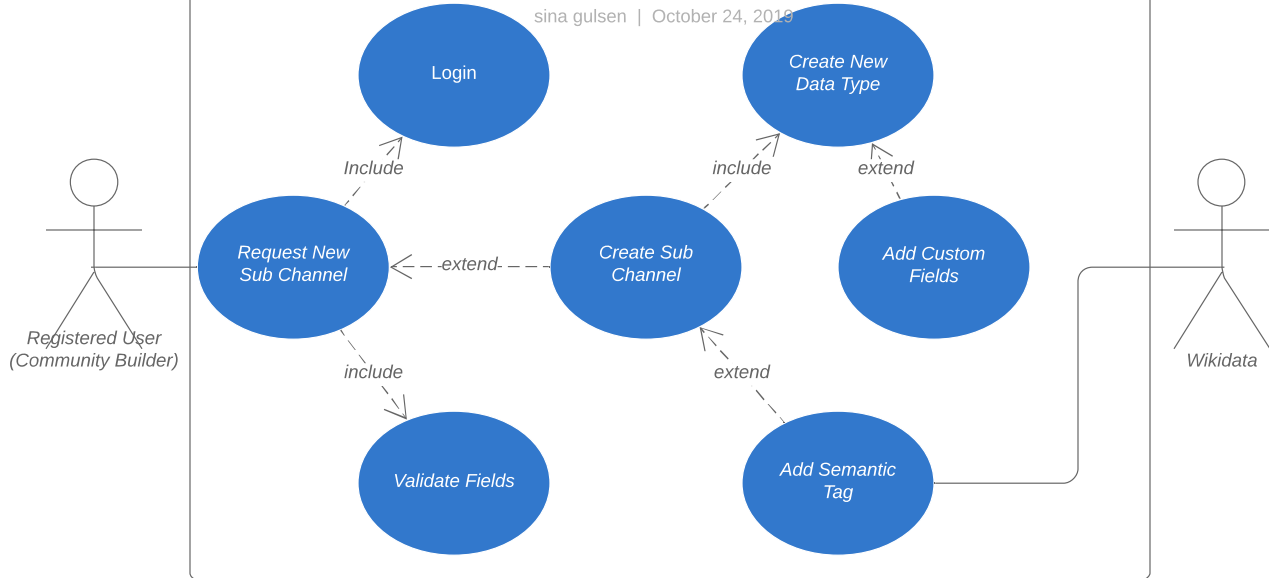 sina gulsen | October 24, 2019
Login
Create New
Data Type
Include
include
extend
Request New
Sub Channel
extend
Create Sub
Channel
Add Custom
Fields
Registered User
(Community Builder)
Wikidata
include
extend
Validate Fields
Add Semantic
Tag